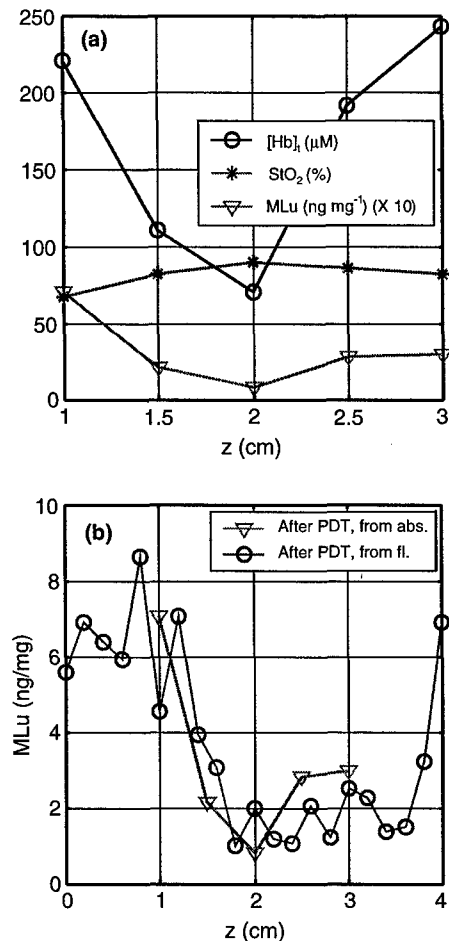 (a)
250
200
150
100
50
0
[Hb]t (μM)
StO2 (%)
MLu (ng mg-1) (X 10)
1 1.5 2 2.5 3
z (cm)
(b)
10
8
6
4
2
0
MLu (ng/mg)
After PDT, from abs.
After PDT, from fl.
0 1 2 3 4
z (cm)